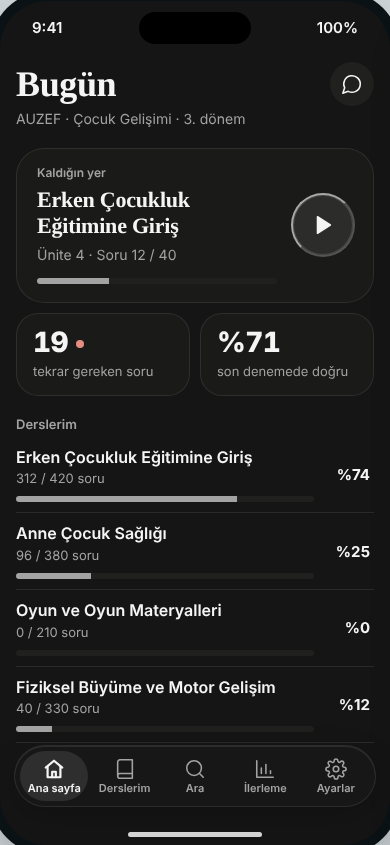 9:41
100%
Bugün
AUZEF · Çocuk Gelişimi · 3. dönem
Kaldığın yer
Erken Çocukluk
Eğitimine Giriş
Ünite 4 · Soru 12 / 40
19
tekrar gereken soru
%71
son denemede doğru
Derslerim
Erken Çocukluk Eğitimine Giriş
312 / 420 soru
%74
Anne Çocuk Sağlığı
96 / 380 soru
%25
Oyun ve Oyun Materyalleri
0 / 210 soru
%0
Fiziksel Büyüme ve Motor Gelişim
40 / 330 soru
%12
Ana sayfa
Derslerim
Ara
İlerleme
Ayarlar